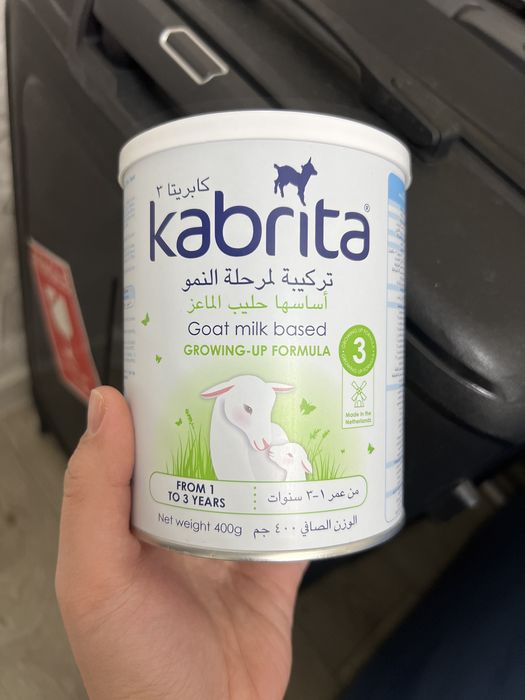 كابريتا ٣
kabrita®
تركيبة لمرحلة النمو
أساسها حليب الماعز
Goat milk based
GROWING-UP FORMULA
3
Made in the
Netherlands
FROM 1
TO 3 YEARS
من عمر ١-٣ سنوات
Net weight 400g
الوزن الصافي ٤٠٠ جم